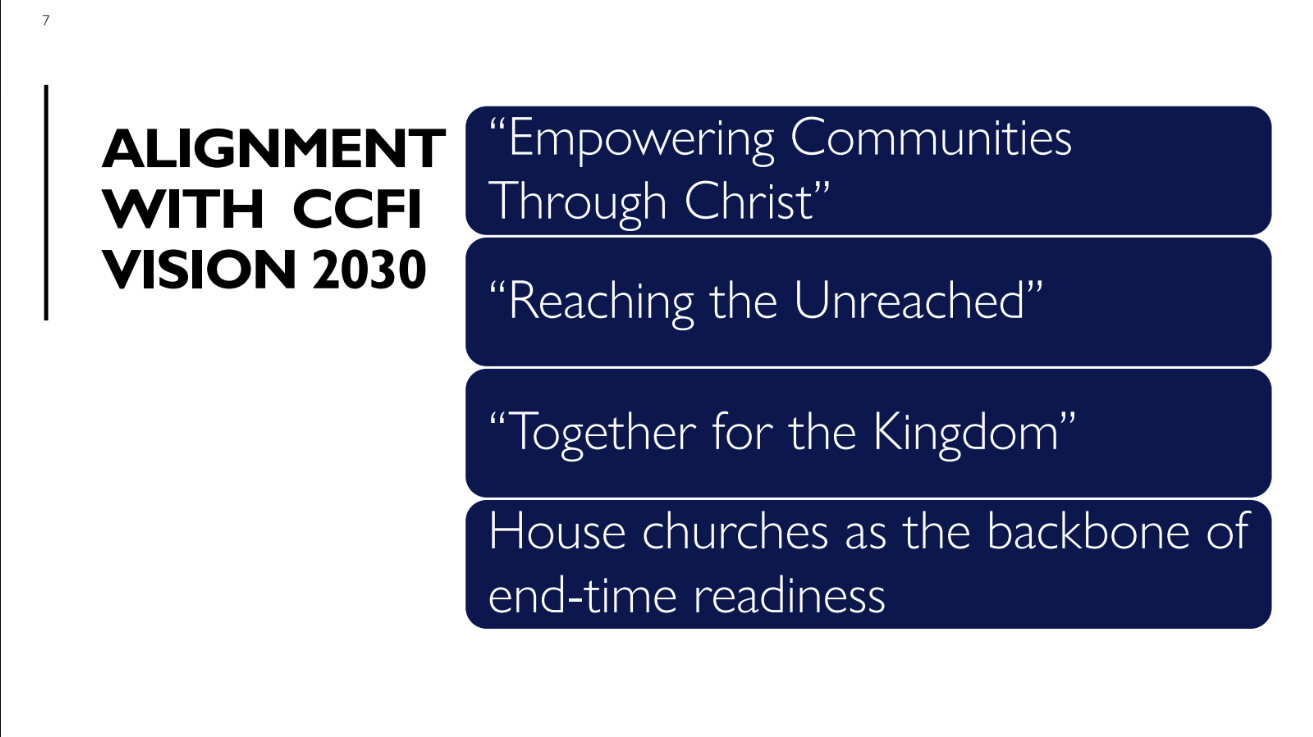 7
ALIGNMENT
WITH CCFI
VISION 2030
“Empowering Communities
Through Christ”
“Reaching the Unreached”
“Together for the Kingdom”
House churches as the backbone of
end-time readiness